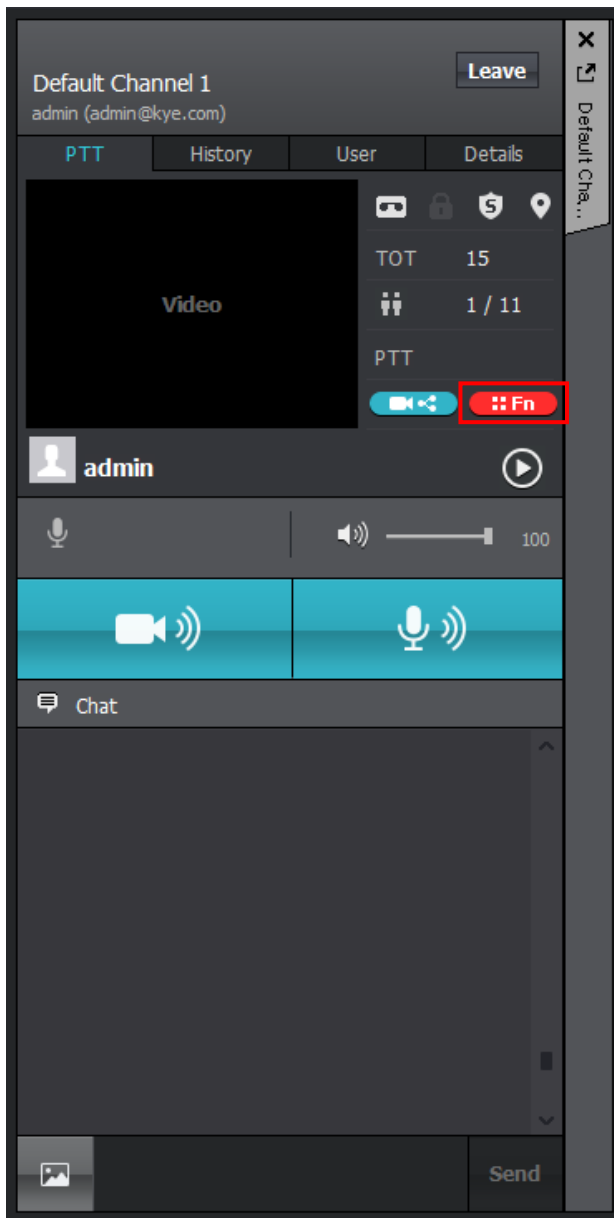 Default Channel 1
Leave
admin (admin@kye.com)
PTT History User Details
Default Cha...
S
TOT 15
Video
1 / 11
PTT
Fn
admin
100
Chat
Send